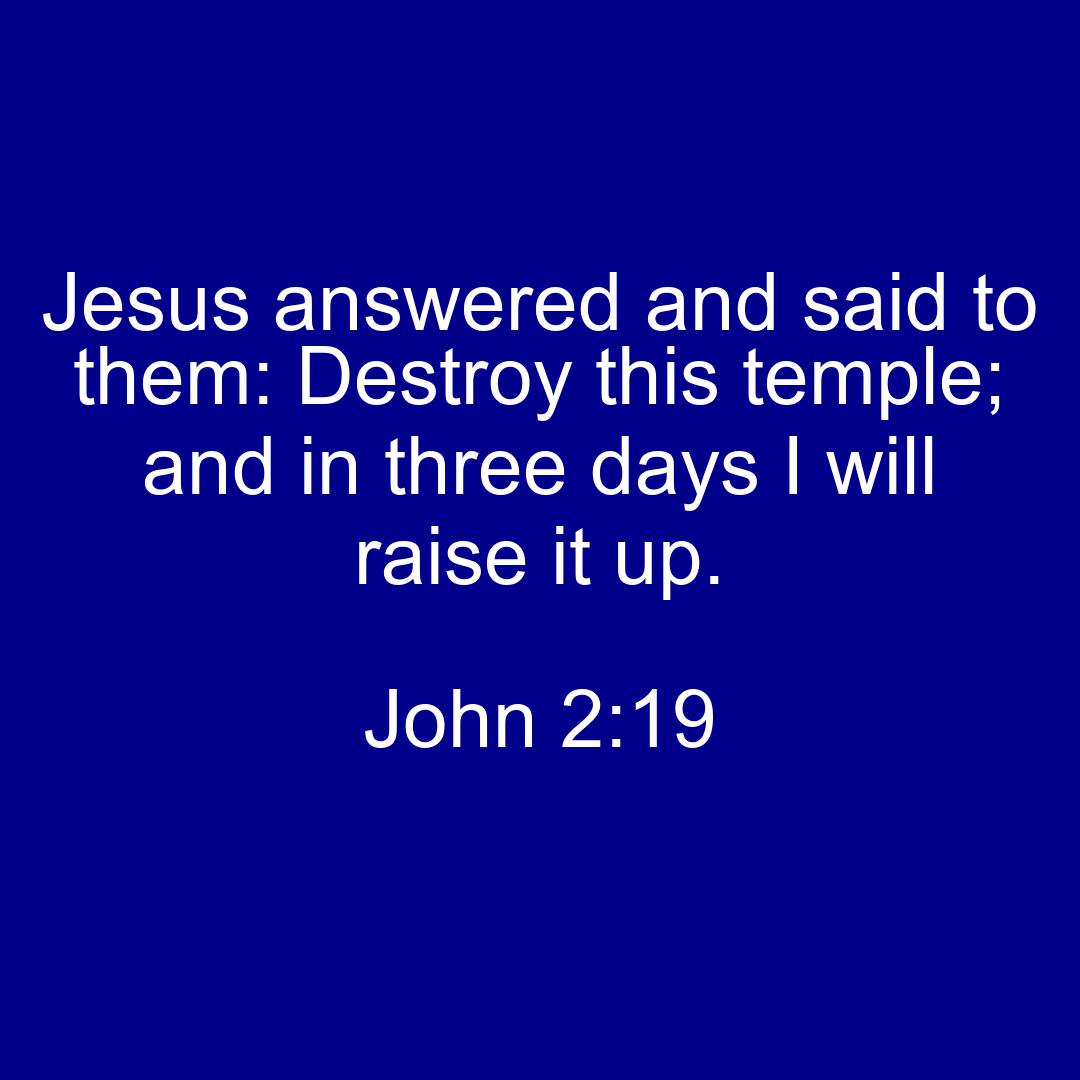 Jesus answered and said to
them: Destroy this temple;
and in three days I will
raise it up.
John 2:19